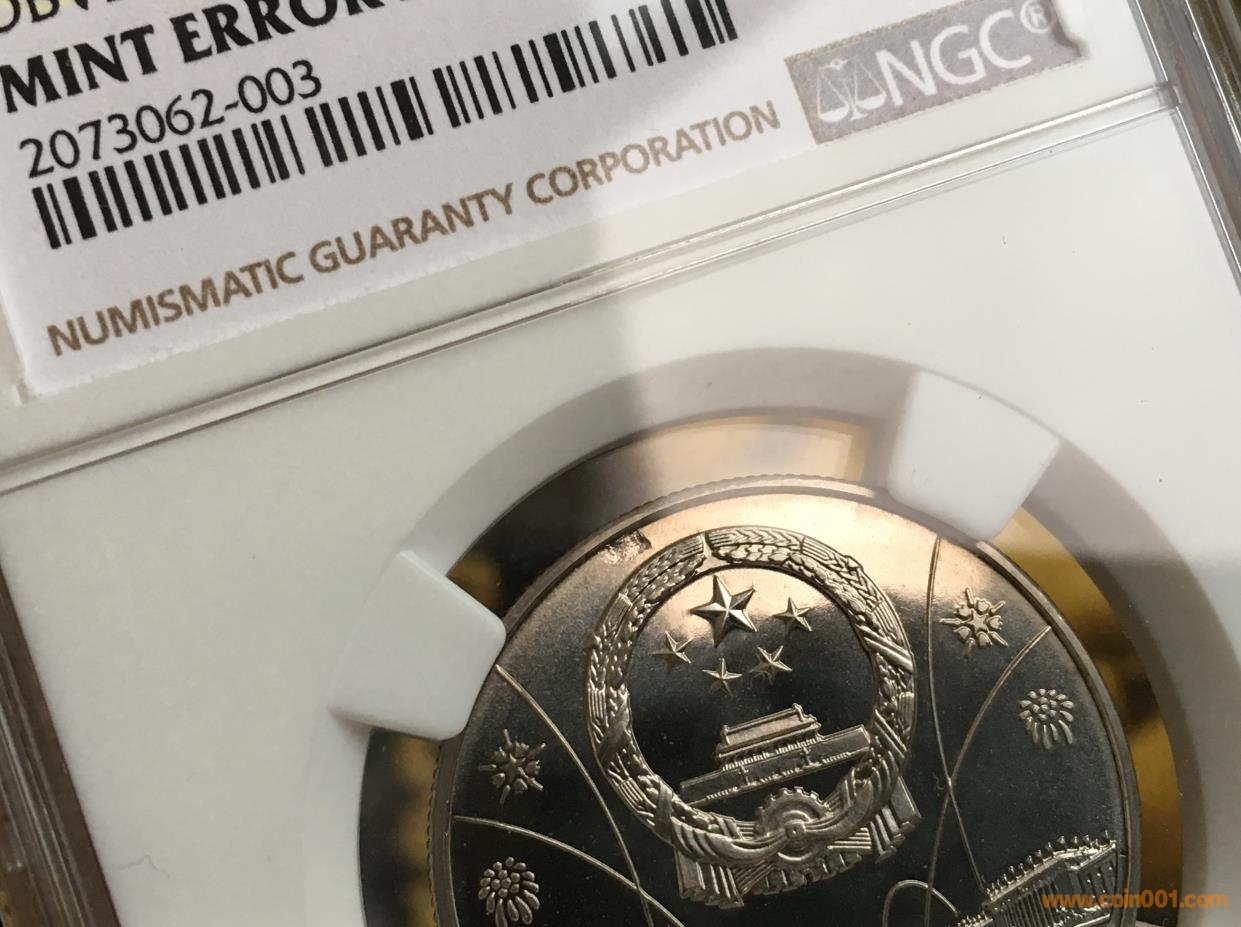 MINT ERROR
2073062-003
NGC®
NUMISMATIC GUARANTY CORPORATION
www.coin001.com